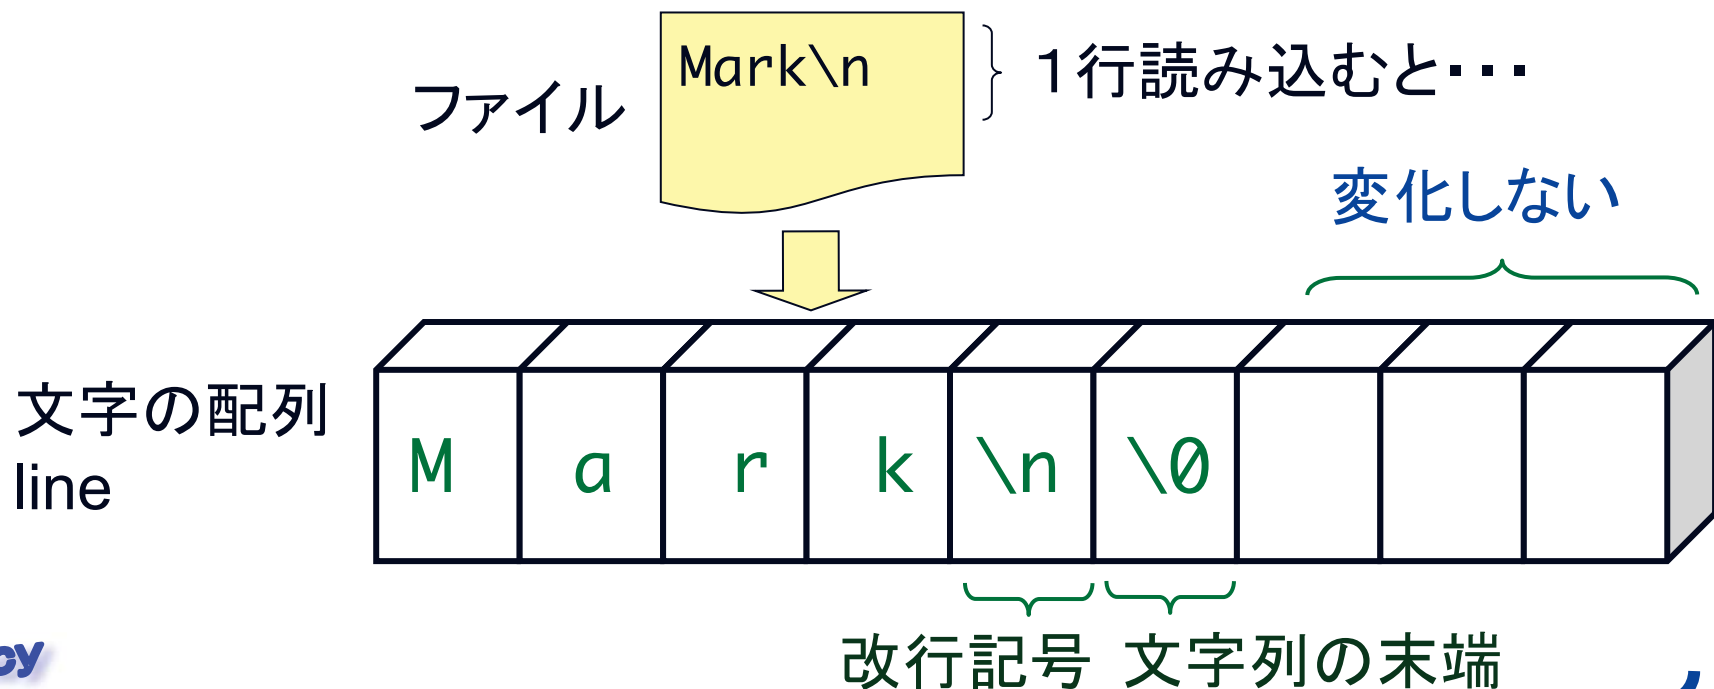 Mark\n
1行読み込むと・・・
ファイル
変化しない
文字の配列
line
M a r k \n \0
改行記号 文字列の末端
cy